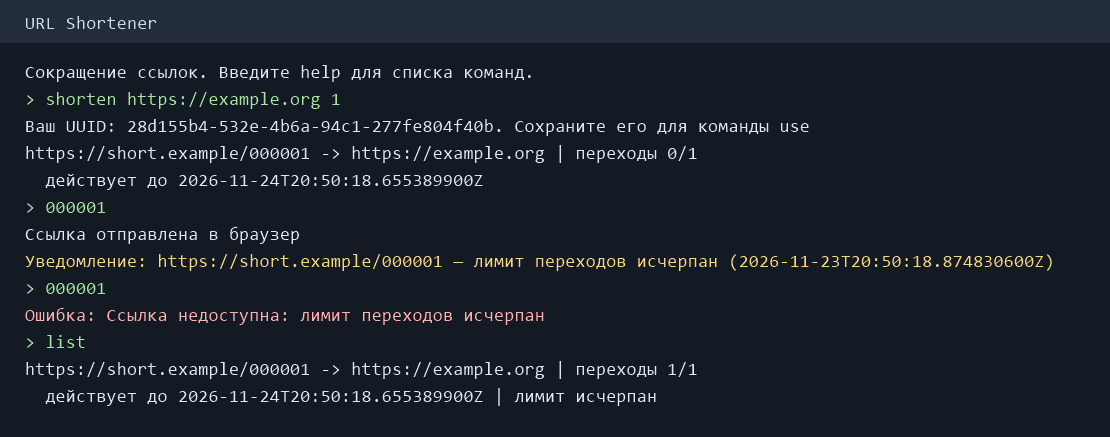 URL Shortener
Сокращение ссылок. Введите help для списка команд.
> shorten https://example.org 1
Ваш UUID: 28d155b4-532e-4b6a-94c1-277fe804f40b. Сохраните его для команды use
https://short.example/000001 -> https://example.org | переходы 0/1
  действует до 2026-11-24T20:50:18.655389900Z
> 000001
Ссылка отправлена в браузер
Уведомление: https://short.example/000001 — лимит переходов исчерпан (2026-11-23T20:50:18.874830600Z)
> 000001
Ошибка: Ссылка недоступна: лимит переходов исчерпан
> list
https://short.example/000001 -> https://example.org | переходы 1/1
  действует до 2026-11-24T20:50:18.655389900Z | лимит исчерпан